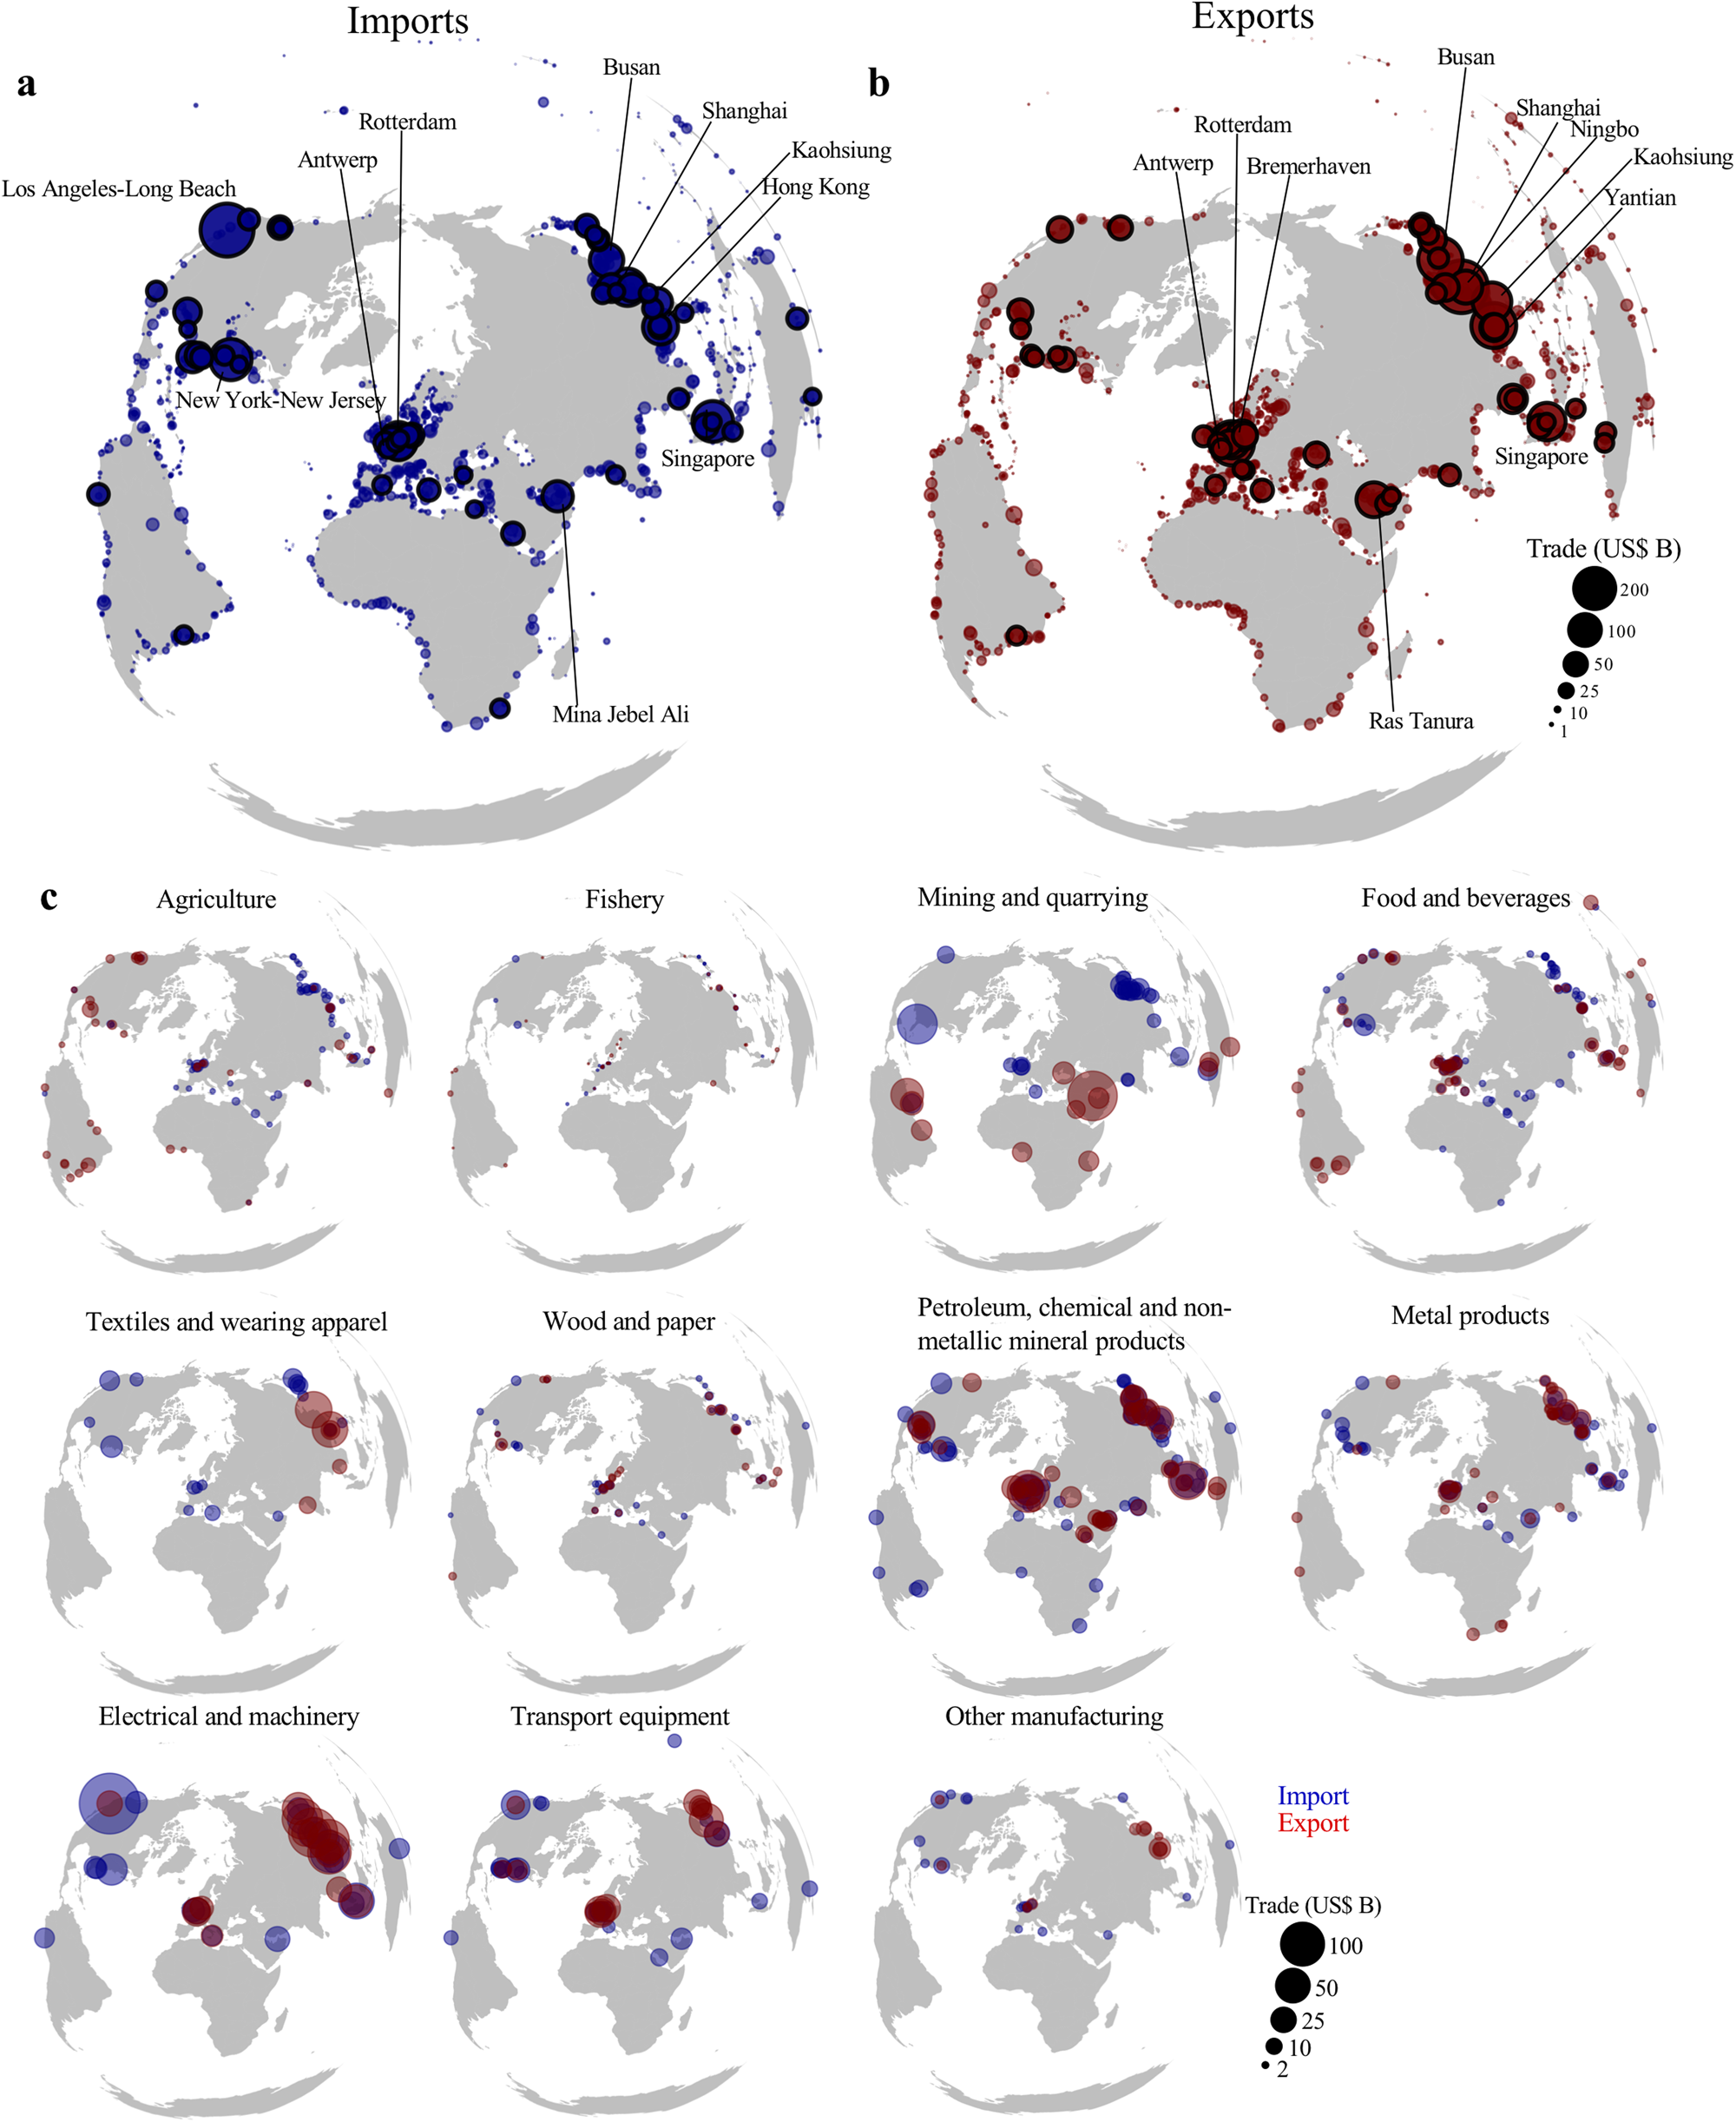 Imports
Exports
a
Busan
Shanghai
Rotterdam
Kaohsiung
Antwerp
Hong Kong
Los Angeles-Long Beach
New York-New Jersey
Singapore
Mina Jebel Ali
b
Busan
Shanghai
Ningbo
Rotterdam
Kaohsiung
Antwerp
Bremerhaven
Yantian
Singapore
Ras Tanura
Trade (US$ B)
200
100
50
25
10
1
c
Agriculture
Fishery
Mining and quarrying
Food and beverages
Textiles and wearing apparel
Wood and paper
Petroleum, chemical and non-
metallic mineral products
Metal products
Electrical and machinery
Transport equipment
Other manufacturing
Import
Export
Trade (US$ B)
100
50
25
10
2